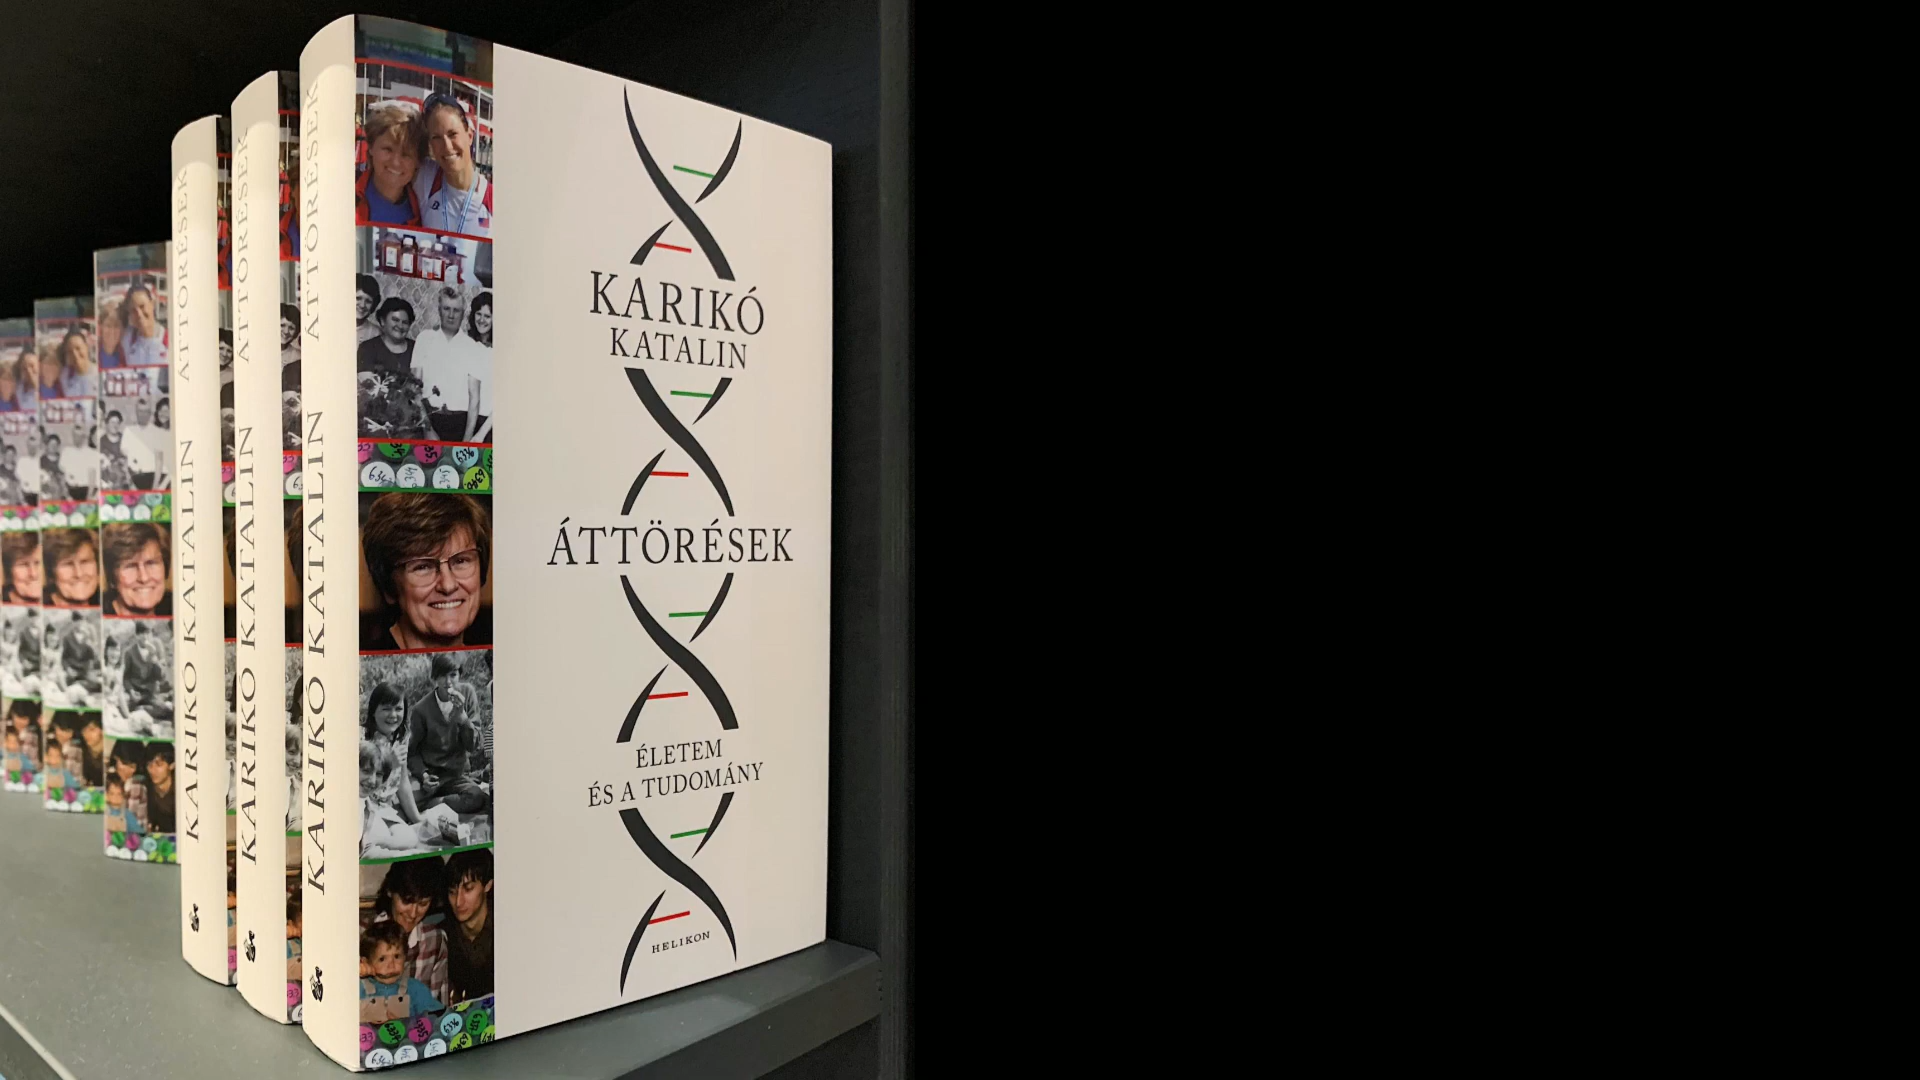 KARIKÓ KATALIN ÁTTÖRÉSEK
KARIKÓ KATALIN ÁTTÖRÉSEK
KARIKÓ KATALIN ÁTTÖRÉSEK
KARIKÓ
KATALIN
ÁTTÖRÉSEK
ÉLETEM
ÉS A TUDOMÁNY
HELIKON